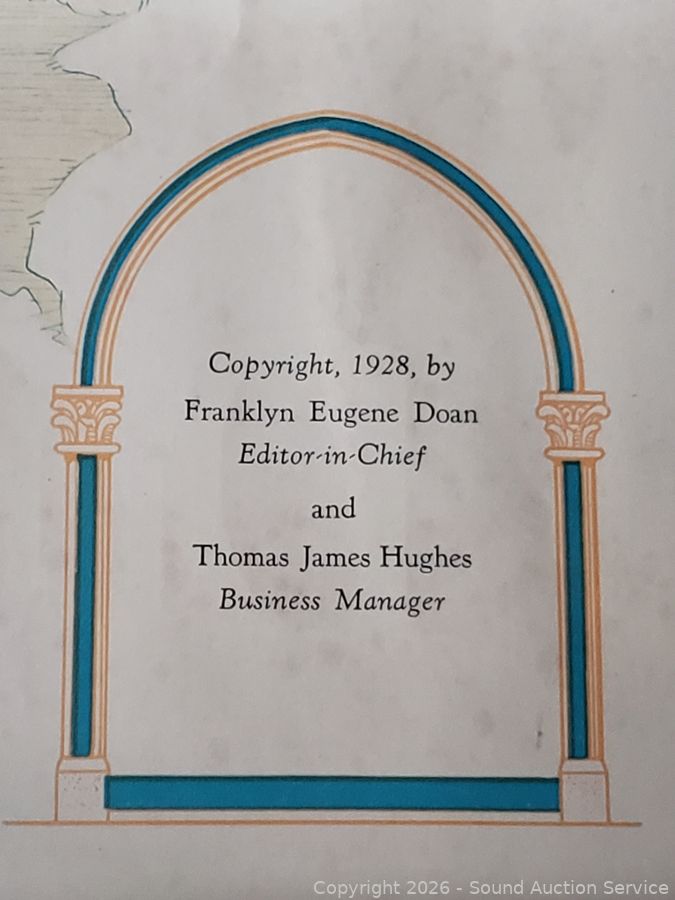 Copyright, 1928, by
Franklyn Eugene Doan
Editor-in-Chief
and
Thomas James Hughes
Business Manager
Copyright 2026 - Sound Auction Service